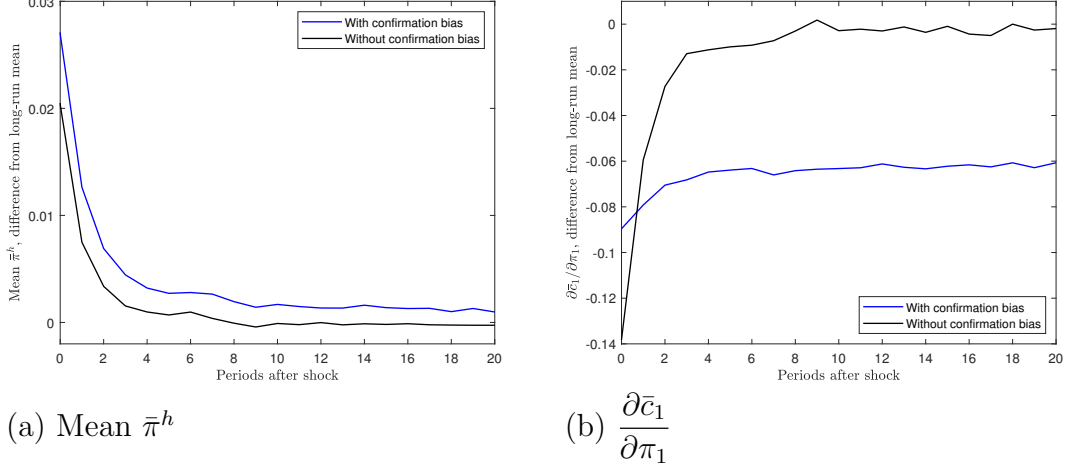 Mean π̄ʰ, difference from long-run mean
0.03
0.02
0.01
0
With confirmation bias
Without confirmation bias
0 2 4 6 8 10 12 14 16 18 20
Periods after shock
(a) Mean π̄ʰ
∂c̄₁/∂π₁, difference from long-run mean
0
-0.02
-0.04
-0.06
-0.08
-0.1
-0.12
-0.14
With confirmation bias
Without confirmation bias
0 2 4 6 8 10 12 14 16 18 20
Periods after shock
(b) ∂c̄₁
∂π₁